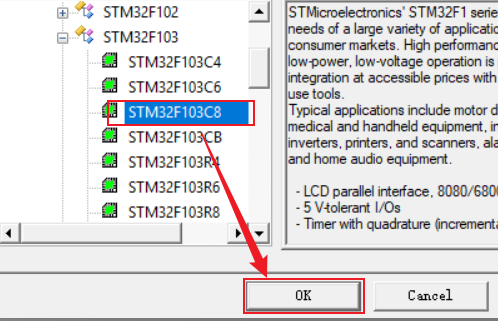 STM32F102
STM32F103
STM32F103C4
STM32F103C6
STM32F103C8
STM32F103CB
STM32F103R4
STM32F103R6
STM32F103R8
STMicroelectronics' STM32F1 serie
needs of a large variety of applicatio
consumer markets. High performanc
low-power, low-voltage operation is
integration at accessible prices with
use tools.
Typical applications include motor d
medical and handheld equipment, in
inverters, printers, and scanners, ala
and home audio equipment.
- LCD parallel interface, 8080/6800
- 5 V-tolerant I/Os
- Timer with quadrature (incrementa
OK
Cancel